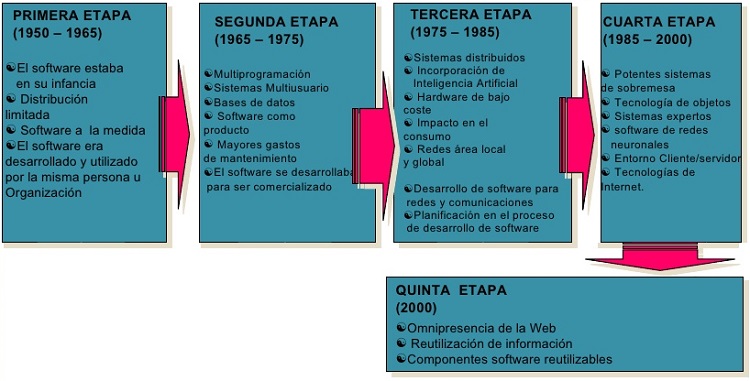 PRIMERA ETAPA
(1950 – 1965)
☯El software estaba
en su infancia
☯ Distribución
limitada
☯ Software a la medida
☯El software era
desarrollado y utilizado
por la misma persona u
Organización
SEGUNDA ETAPA
(1965 – 1975)
☯Multiprogramación
☯Sistemas Multiusuario
☯Bases de datos
☯ Software como
producto
☯ Mayores gastos
de mantenimiento
☯El software se desarrollaba
para ser comercializado
TERCERA ETAPA
(1975 – 1985)
☯Sistemas distribuidos
☯ Incorporación de
Inteligencia Artificial
☯ Hardware de bajo
coste
☯ Impacto en el
consumo
☯ Redes área local
y global
☯Desarrollo de software para
redes y comunicaciones
☯Planificación en el proceso
de desarrollo de software
CUARTA ETAPA
(1985 – 2000)
☯ Potentes sistemas
de sobremesa
☯ Tecnología de objetos
☯ Sistemas expertos
☯ software de redes
neuronales
☯ Entorno Cliente/servidor
☯ Tecnologías de
Internet.
QUINTA ETAPA
(2000)
☯Omnipresencia de la Web
☯ Reutilización de información
☯Componentes software reutilizables